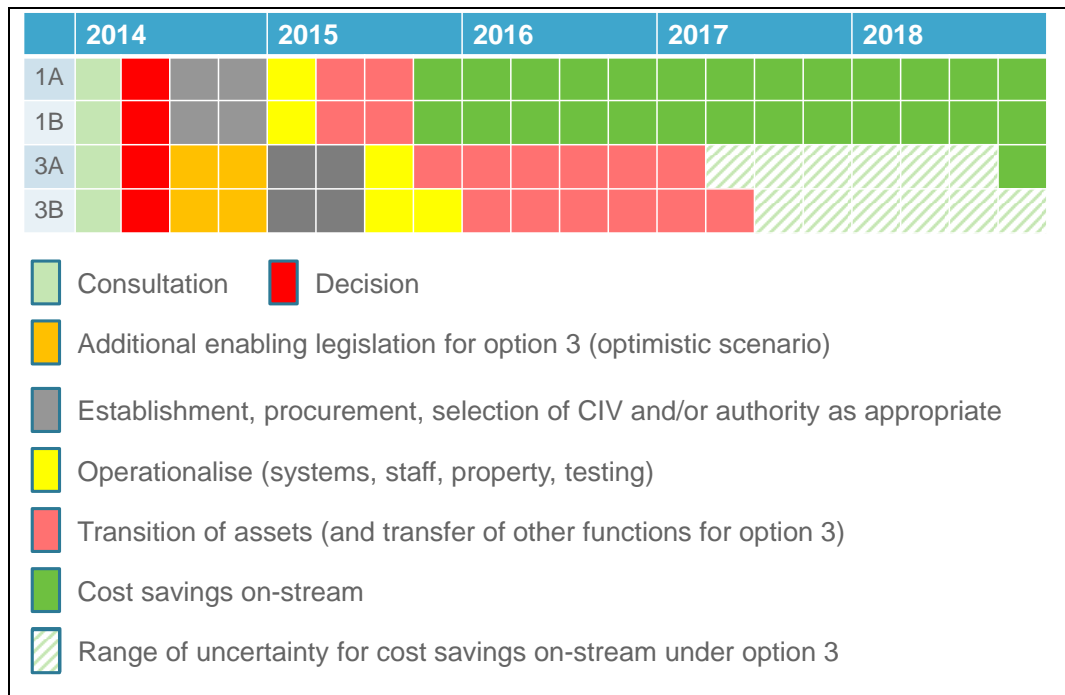 2014 2015 2016 2017 2018
1A
1B
3A
3B
Consultation Decision
Additional enabling legislation for option 3 (optimistic scenario)
Establishment, procurement, selection of CIV and/or authority as appropriate
Operationalise (systems, staff, property, testing)
Transition of assets (and transfer of other functions for option 3)
Cost savings on-stream
Range of uncertainty for cost savings on-stream under option 3